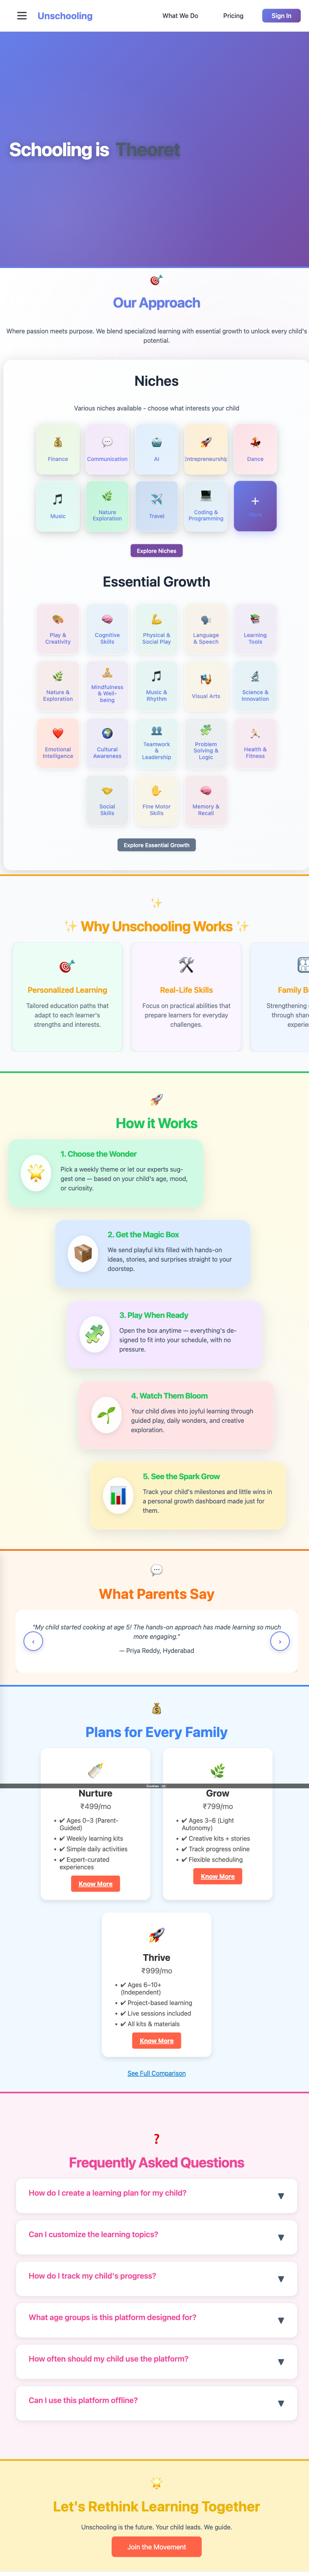 Unschooling
What We Do
Pricing
Sign In
Schooling is Theoret
Our Approach
Where passion meets purpose. We blend specialized learning with essential growth to unlock every child's
potential.
Niches
Various niches available - choose what interests your child
Finance
Communication
AI
Entrepreneurship
Dance
Music
Nature
Exploration
Travel
Coding &
Programming
+
Explore Niches
Essential Growth
Play &
Creativity
Cognitive
Skills
Physical &
Social Play
Language
& Speech
Learning
Tools
Nature &
Exploration
Mindfulness
& Well-
being
Music &
Rhythm
Visual Arts
Science &
Innovation
Emotional
Intelligence
Cultural
Awareness
Teamwork
&
Leadership
Problem
Solving &
Logic
Health &
Fitness
Social
Skills
Fine Motor
Skills
Memory &
Recall
Explore Essential Growth
✨ Why Unschooling Works ✨
Personalized Learning
Tailored education paths that
adapt to each learner's
strengths and interests.
Real-Life Skills
Focus on practical abilities that
prepare learners for everyday
challenges.
Family B
Strengthening
through shar
experie
How it Works
1. Choose the Wonder
Pick a weekly theme or let our experts sug-
gest one — based on your child's age, mood,
or curiosity.
2. Get the Magic Box
We send playful kits filled with hands-on
ideas, stories, and surprises straight to your
doorstep.
3. Play When Ready
Open the box anytime — everything's de-
signed to fit into your schedule, with no
pressure.
4. Watch Them Bloom
Your child dives into joyful learning through
guided play, daily wonders, and creative
exploration.
5. See the Spark Grow
Track your child's milestones and little wins in
a personal growth dashboard made just for
them.
What Parents Say
"My child started cooking at age 5! The hands-on approach has made learning so much
more engaging."
— Priya Reddy, Hyderabad
‹
›
Plans for Every Family
Nurture
₹499/mo
✔ Ages 0–3 (Parent-
Guided)
✔ Weekly learning kits
✔ Simple daily activities
✔ Expert-curated
experiences
Know More
Grow
₹799/mo
✔ Ages 3–6 (Light
Autonomy)
✔ Creative kits + stories
✔ Track progress online
✔ Flexible scheduling
Know More
Thrive
₹999/mo
✔ Ages 6–10+
(Independent)
✔ Project-based learning
✔ Live sessions included
✔ All kits & materials
Know More
See Full Comparison
?
Frequently Asked Questions
How do I create a learning plan for my child?
Can I customize the learning topics?
How do I track my child's progress?
What age groups is this platform designed for?
How often should my child use the platform?
Can I use this platform offline?
Let's Rethink Learning Together
Unschooling is the future. Your child leads. We guide.
Join the Movement